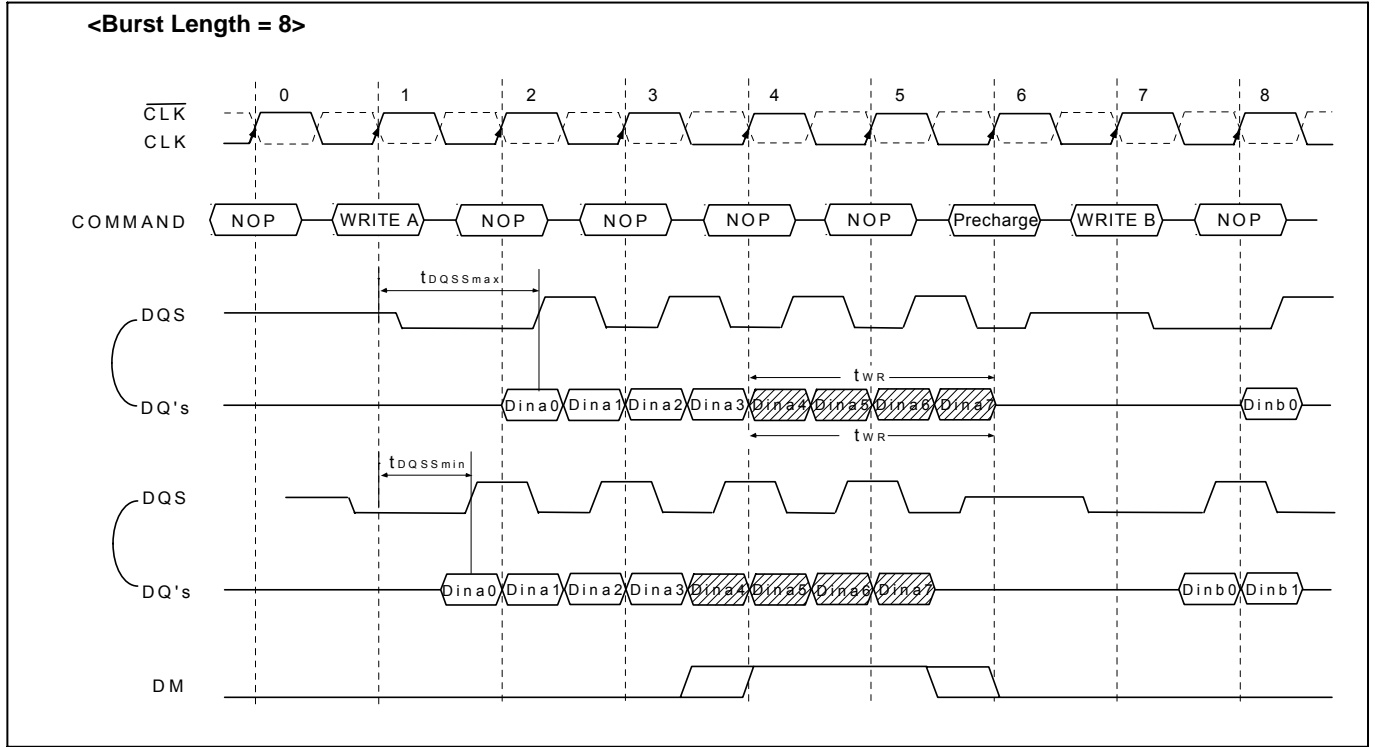 <Burst Length = 8>
0 1 2 3 4 5 6 7 8
CLK
CLK
COMMAND NOP WRITE A NOP NOP NOP NOP Precharge WRITE B NOP
tDQSSmax
DQS
tWR
DQ's Dina0 Dina1 Dina2 Dina3 Dina4 Dina5 Dina6 Dina7 Dinb0
tWR
tDQSSmin
DQS
DQ's Dina0 Dina1 Dina2 Dina3 Dina4 Dina5 Dina6 Dina7 Dinb0 Dinb1
DM